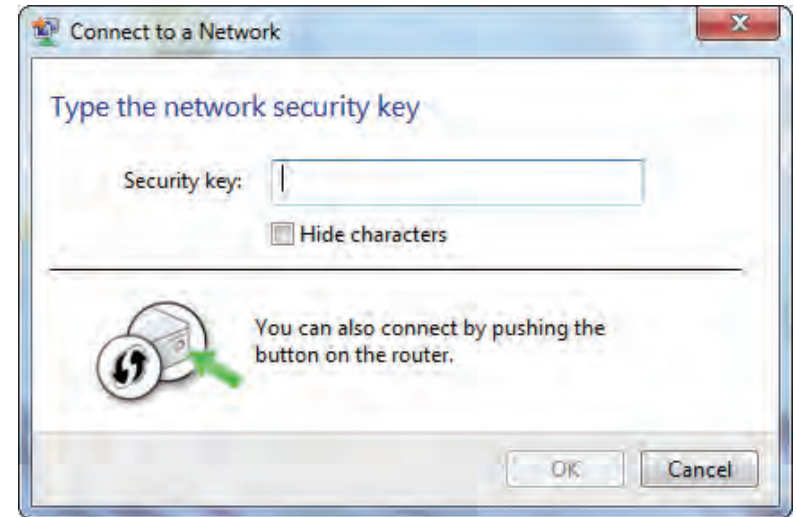 Connect to a Network
Type the network security key
Security key:
Hide characters
You can also connect by pushing the
button on the router.
OK
Cancel